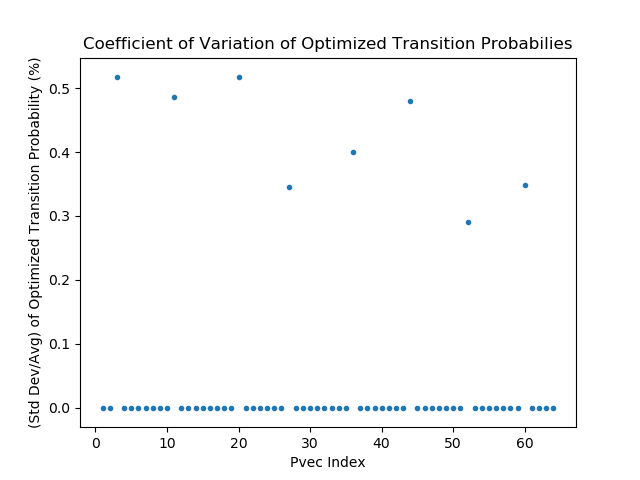 Coefficient of Variation of Optimized Transition Probabilies
(Std Dev/Avg) of Optimized Transition Probability (%)
0.5
0.4
0.3
0.2
0.1
0.0
0 10 20 30 40 50 60
Pvec Index